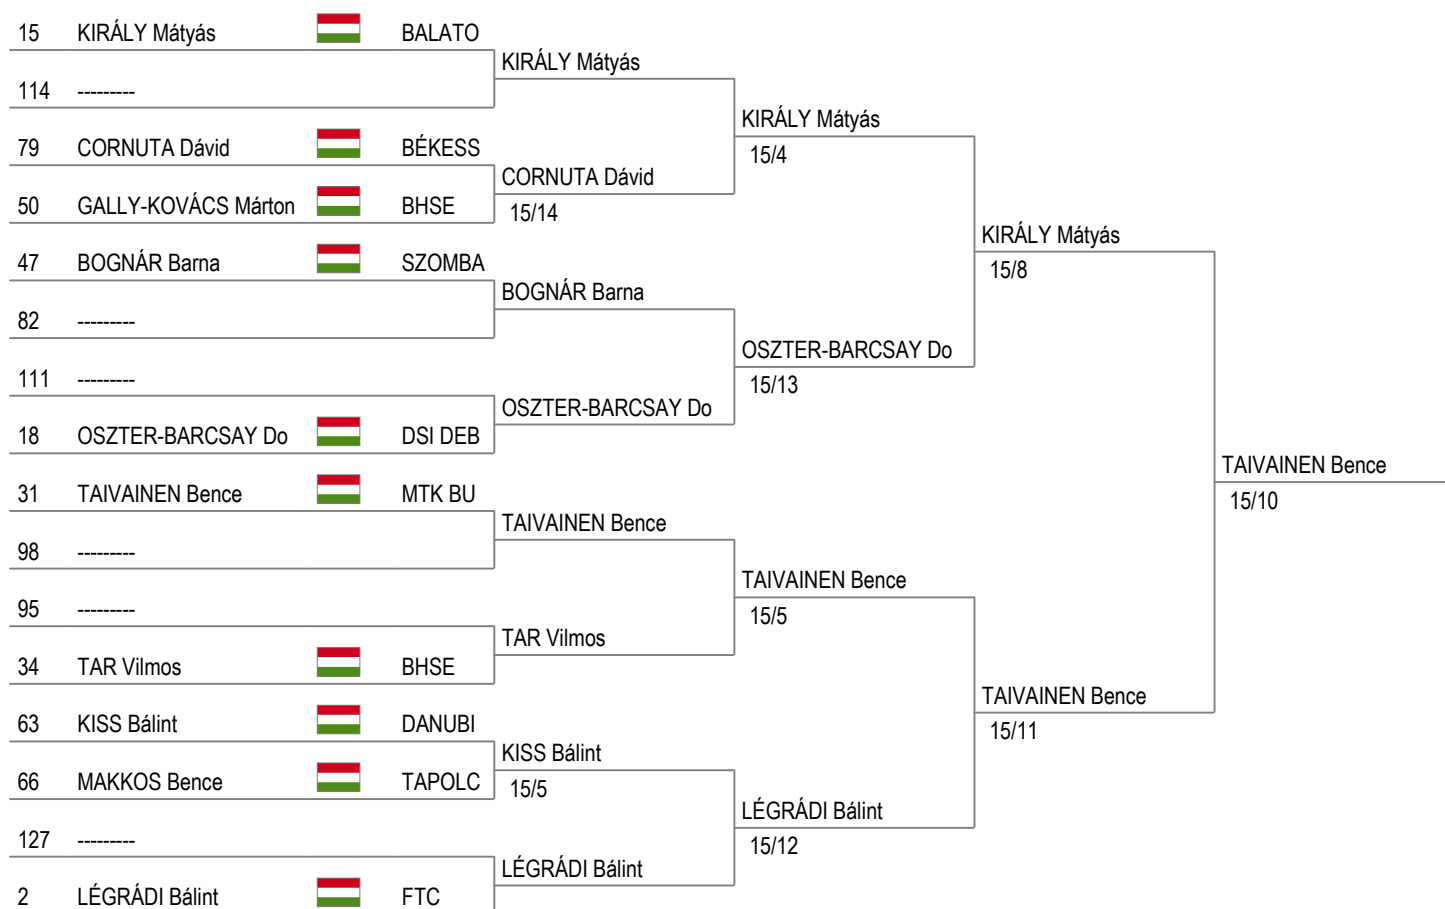 15 KIRÁLY Mátyás BALATO
114 ---------
79 CORNUTA Dávid BÉKESS
50 GALLY-KOVÁCS Márton BHSE
47 BOGNÁR Barna SZOMBA
82 ---------
111 ---------
18 OSZTER-BARCSAY Do DSI DEB
31 TAIVAINEN Bence MTK BU
98 ---------
95 ---------
34 TAR Vilmos BHSE
63 KISS Bálint DANUBI
66 MAKKOS Bence TAPOLC
127 ---------
2 LÉGRÁDI Bálint FTC
KIRÁLY Mátyás
CORNUTA Dávid
15/14
BOGNÁR Barna
OSZTER-BARCSAY Do
TAIVAINEN Bence
TAR Vilmos
KISS Bálint
15/5
LÉGRÁDI Bálint
KIRÁLY Mátyás
15/4
OSZTER-BARCSAY Do
15/13
TAIVAINEN Bence
15/5
LÉGRÁDI Bálint
15/12
KIRÁLY Mátyás
15/8
TAIVAINEN Bence
15/11
TAIVAINEN Bence
15/10